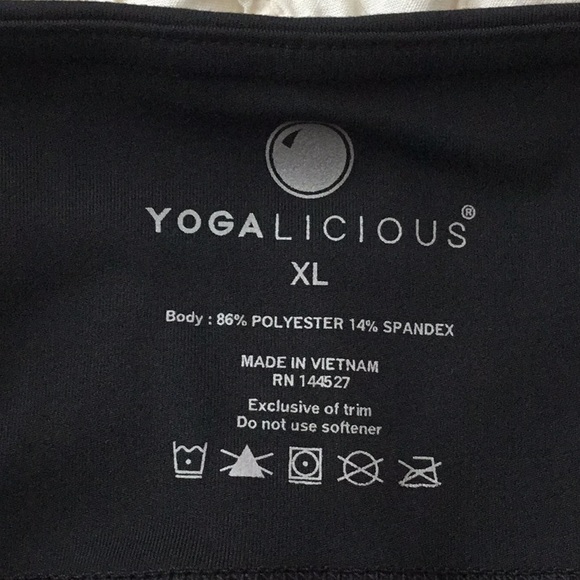 YOGALICIOUS®
XL
Body : 86% POLYESTER 14% SPANDEX
MADE IN VIETNAM
RN 144527
Exclusive of trim
Do not use softener